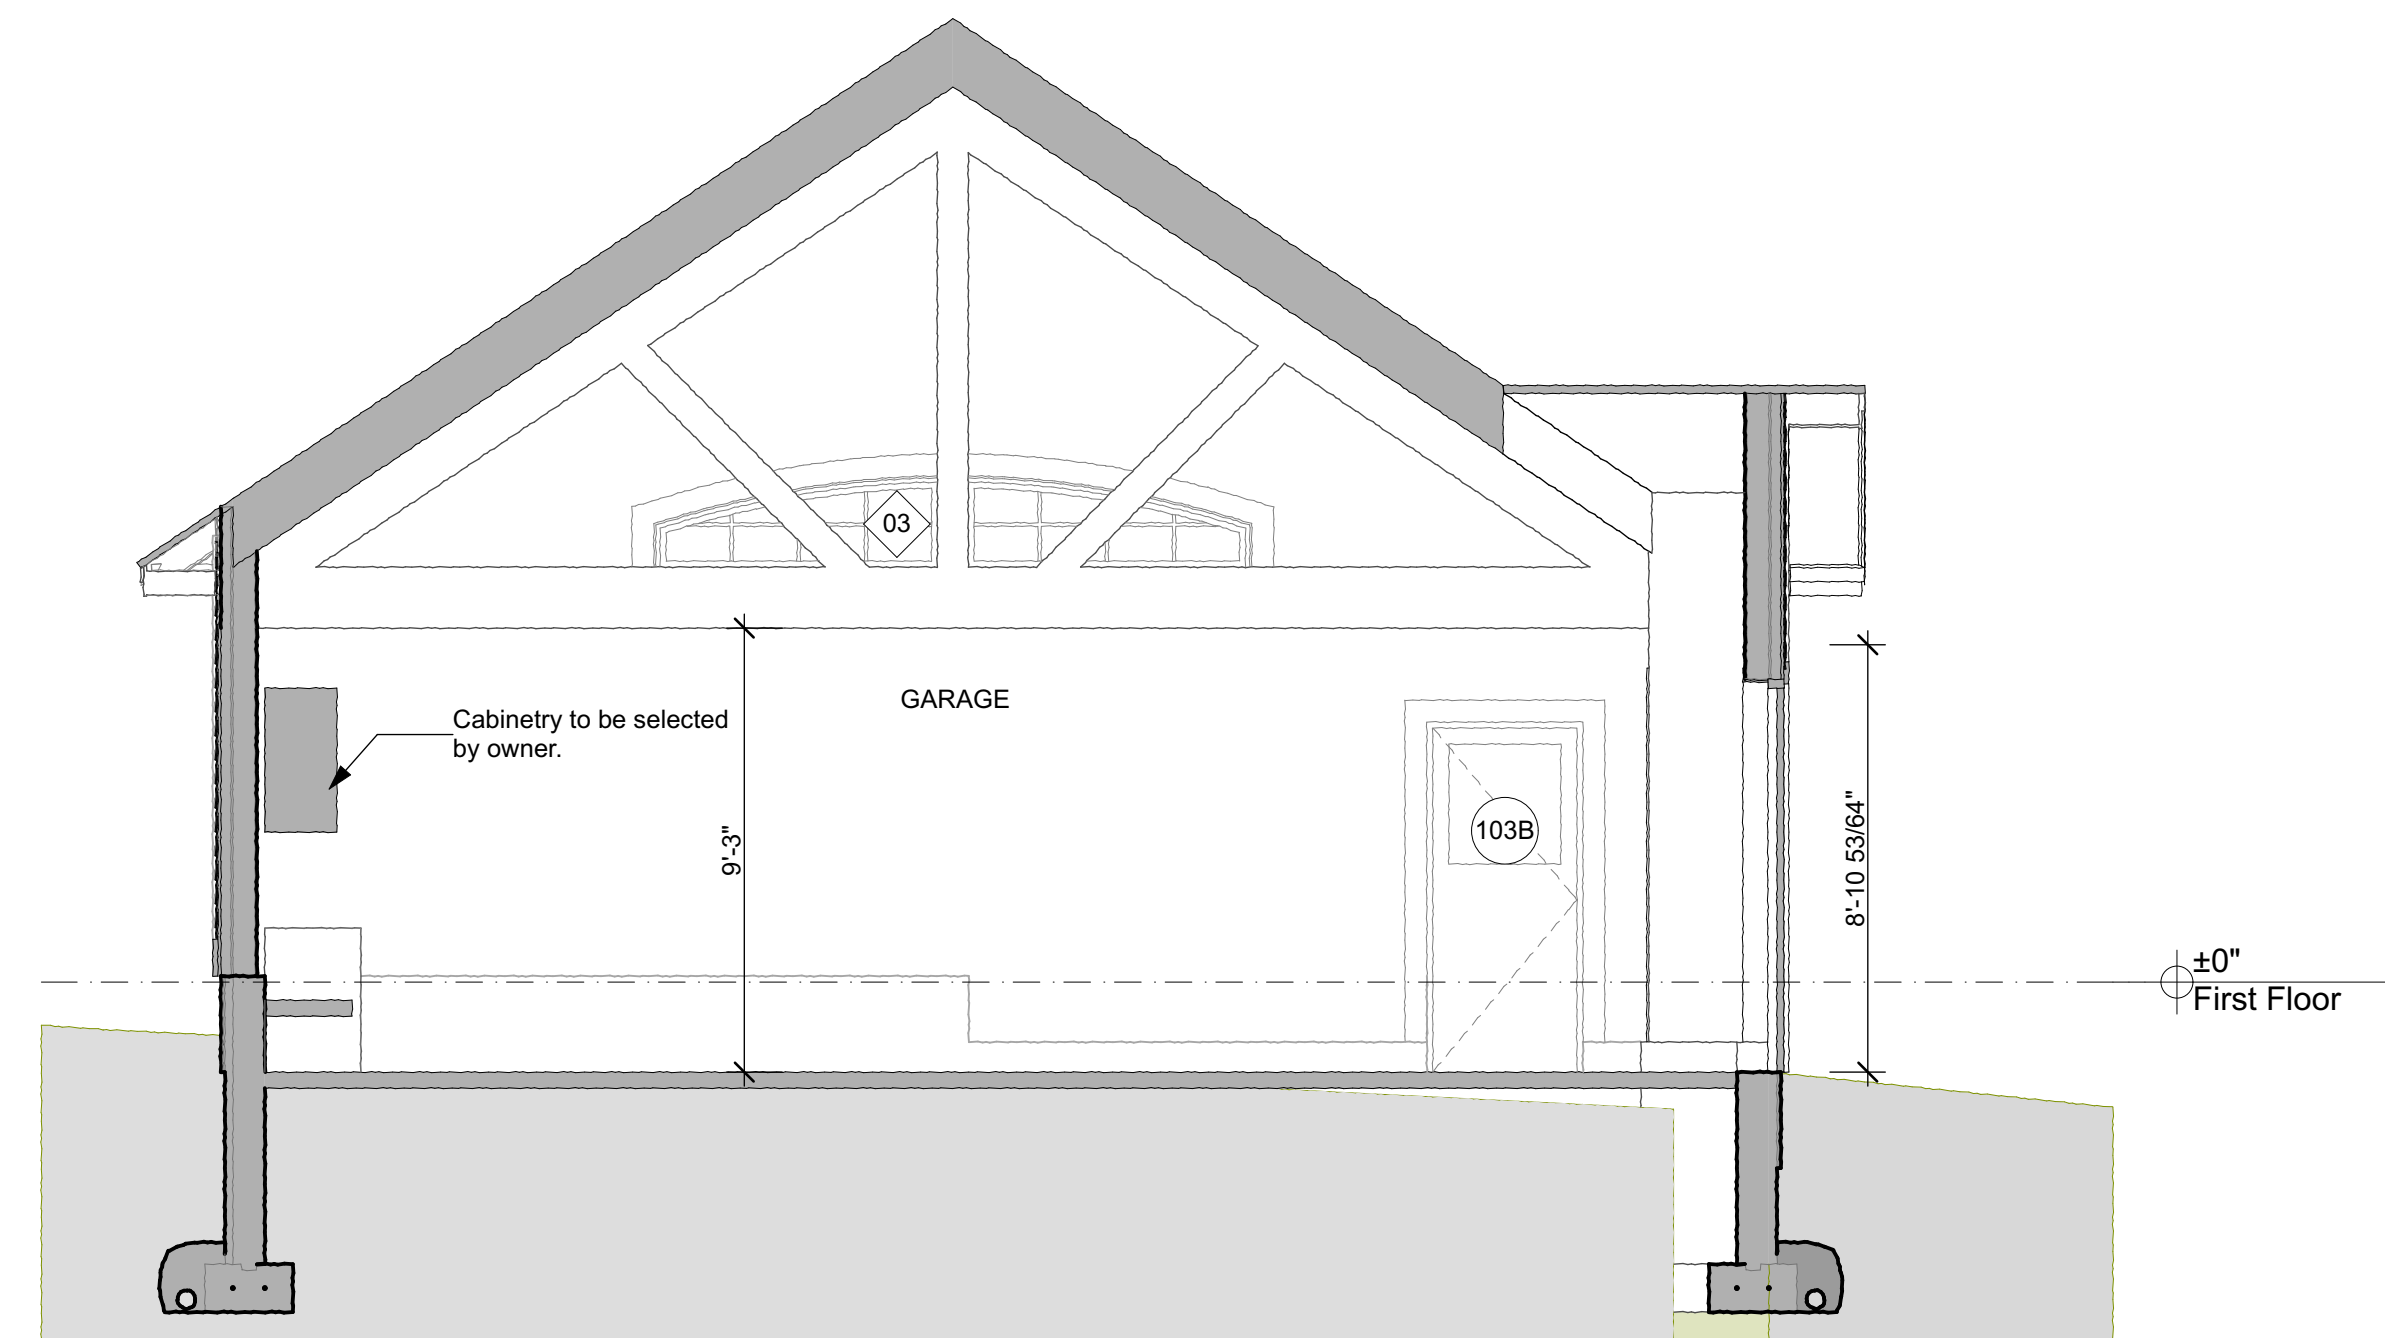 03
GARAGE
Cabinetry to be selected
by owner.
9'-3"
103B
8'-10 53/64"
±0"
First Floor